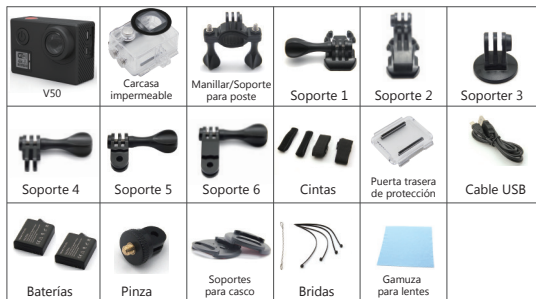 V50
Carcasa
impermeable
Manillar/Soporte
para poste
Soporte 1
Soporte 2
Soporter 3
Soporte 4
Soporte 5
Soporte 6
Cintas
Puerta trasera
de protección
Cable USB
Baterías
Pinza
Soportes
para casco
Bridas
Gamuza
para lentes